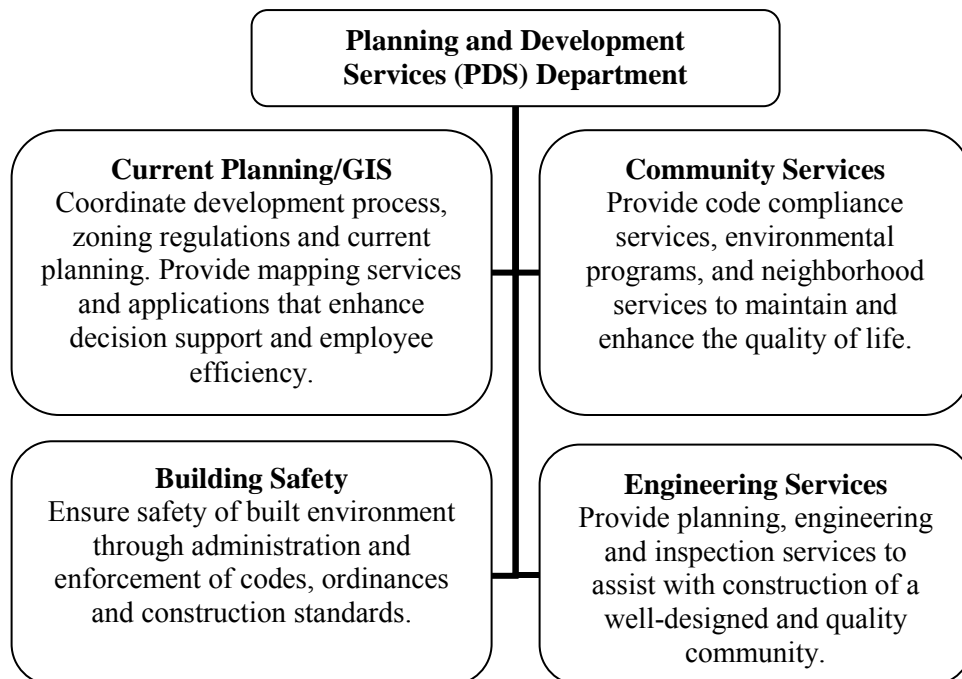 Planning and Development
Services (PDS) Department
Current Planning/GIS
Coordinate development process,
zoning regulations and current
planning. Provide mapping services
and applications that enhance
decision support and employee
efficiency.
Community Services
Provide code compliance
services, environmental
programs, and neighborhood
services to maintain and
enhance the quality of life.
Building Safety
Ensure safety of built environment
through administration and
enforcement of codes, ordinances
and construction standards.
Engineering Services
Provide planning, engineering
and inspection services to
assist with construction of a
well-designed and quality
community.